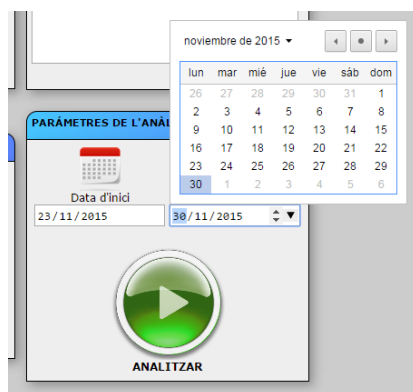 noviembre de 2015
lun mar mié jue vie sáb dom
26 27 28 29 30 31 1
2 3 4 5 6 7 8
9 10 11 12 13 14 15
16 17 18 19 20 21 22
23 24 25 26 27 28 29
30 1 2 3 4 5 6
PARÁMETRES DE L'ANÀL
Data d'inici
23/11/2015 30/11/2015
ANALITZAR